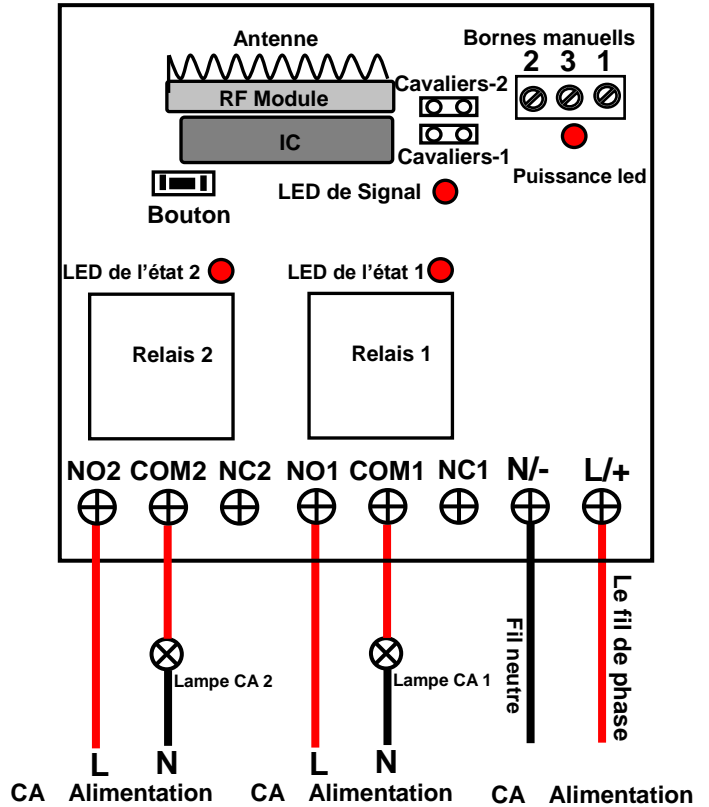 Antenne
Bornes manuells
2 3 1
Cavaliers-2
RF Module
IC
Cavaliers-1
Puissance led
LED de Signal
Bouton
LED de l’état 2
LED de l’état 1
Relais 2
Relais 1
NO2 COM2 NC2 NO1 COM1 NC1 N/- L/+
Fil neutre
Le fil de phase
Lampe CA 2
Lampe CA 1
L N L N
CA Alimentation CA Alimentation CA Alimentation